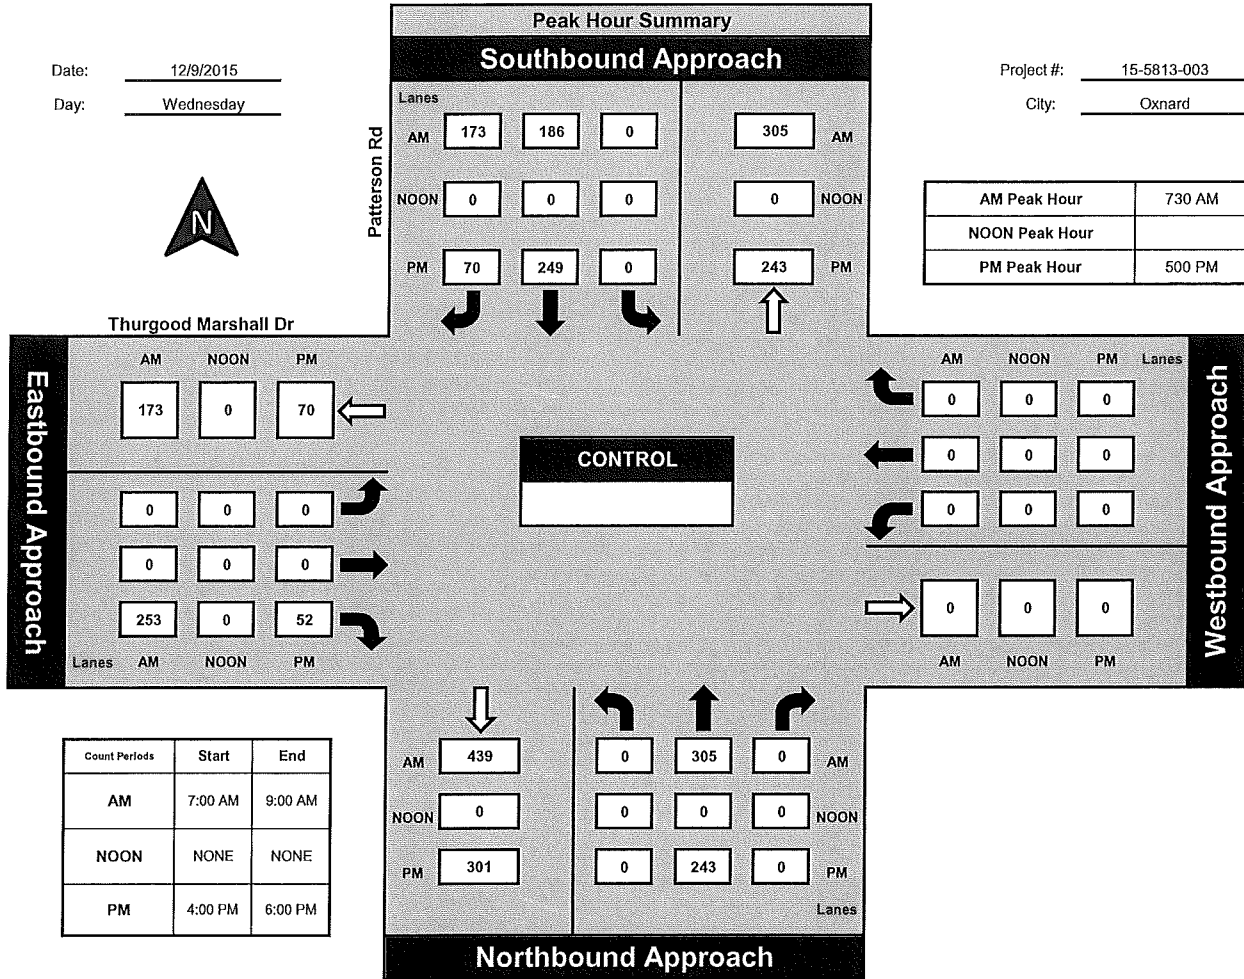 Peak Hour Summary
Southbound Approach
Date: 12/9/2015
Day: Wednesday
Project #: 15-5813-003
City: Oxnard
N
Patterson Rd
Lanes
AM 173 186 0 305 AM
NOON 0 0 0 0 NOON
PM 70 249 0 243 PM
AM Peak Hour 730 AM
NOON Peak Hour
PM Peak Hour 500 PM
Thurgood Marshall Dr
Eastbound Approach
AM NOON PM
173 0 70
0 0 0
0 0 0
253 0 52
Lanes AM NOON PM
CONTROL
AM NOON PM Lanes
0 0 0
0 0 0
0 0 0
0 0 0
AM NOON PM
Westbound Approach
Count Periods Start End
AM 7:00 AM 9:00 AM
NOON NONE NONE
PM 4:00 PM 6:00 PM
AM 439 0 305 0 AM
NOON 0 0 0 0 NOON
PM 301 0 243 0 PM
Lanes
Northbound Approach